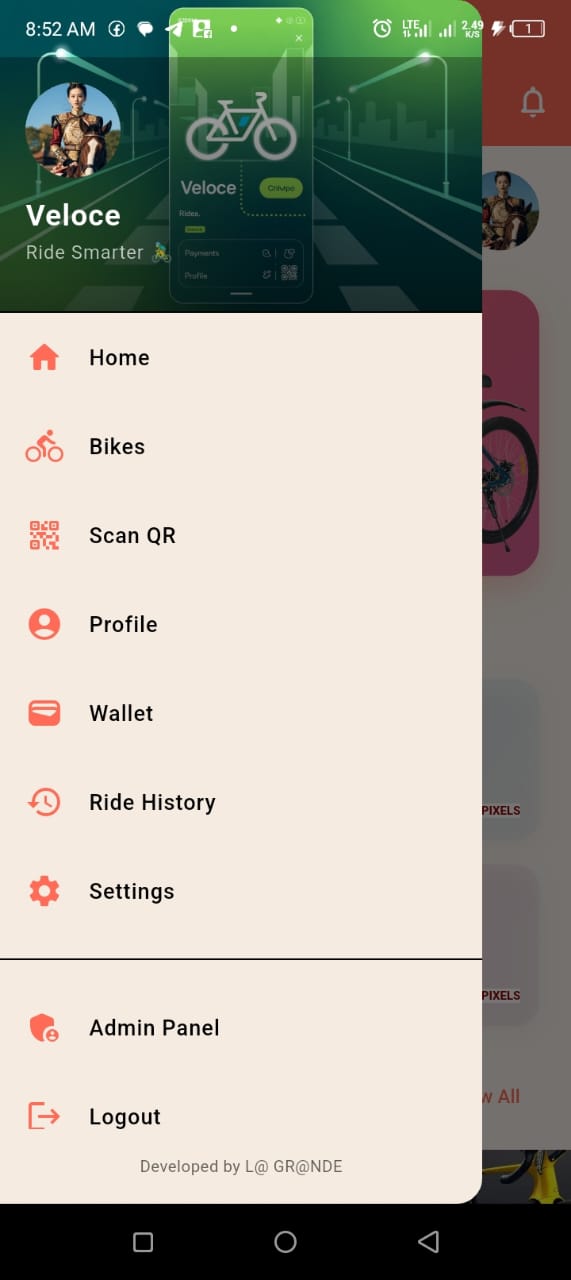 8:52 AM
LTE
2.49
K/S
1
Veloce
Rides.
Payments
Profile
Veloce
Ride Smarter 🚴
Home
Bikes
Scan QR
Profile
Wallet
Ride History
Settings
PIXELS
PIXELS
w All
Admin Panel
Logout
Developed by L@ GR@NDE